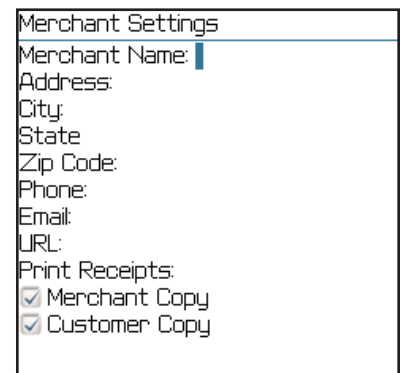 Merchant Settings
Merchant Name:
Address:
City:
State
Zip Code:
Phone:
Email:
URL:
Print Receipts:
Merchant Copy
Customer Copy